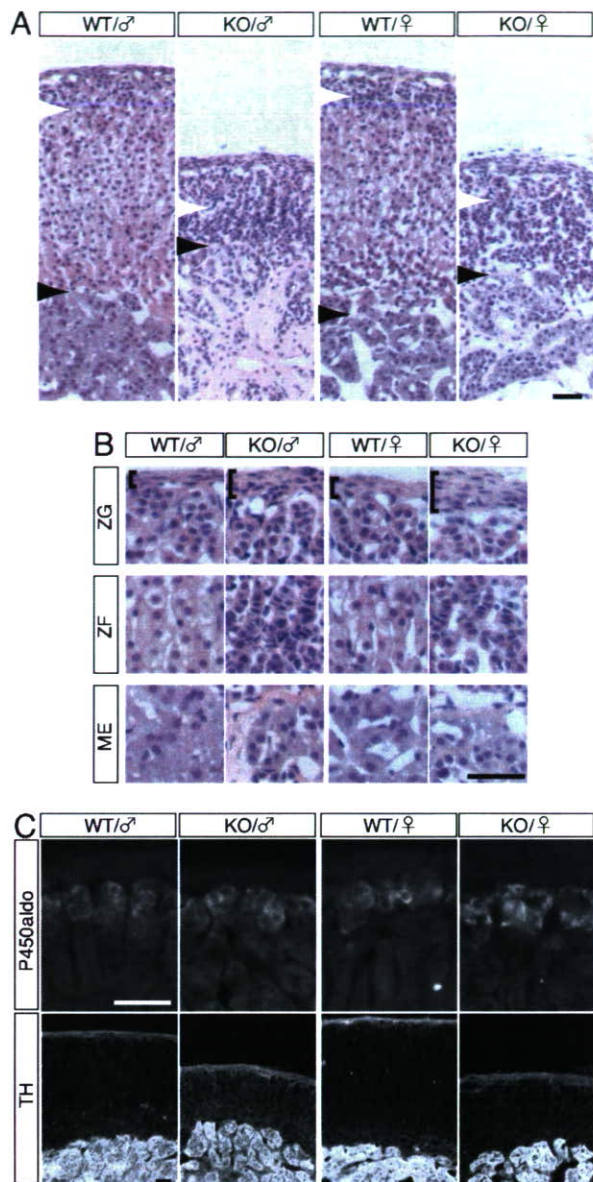 A
WT/♂ KO/♂ WT/♀ KO/♀
B
WT/♂ KO/♂ WT/♀ KO/♀
ZG
ZF
ME
C
WT/♂ KO/♂ WT/♀ KO/♀
P450aldo
TH